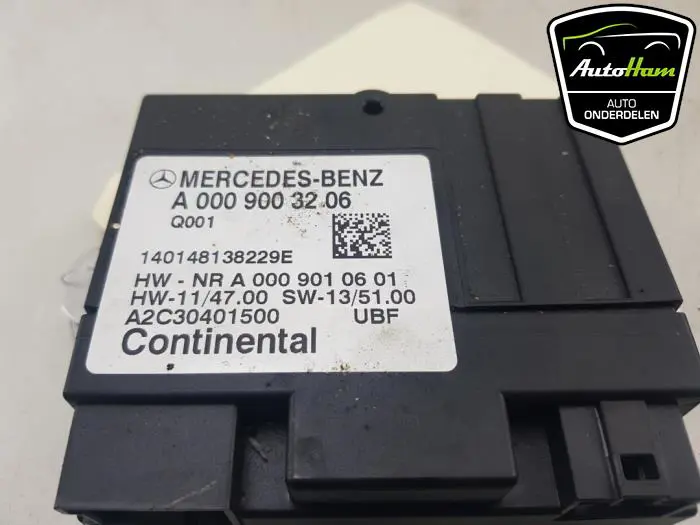 AutoHam
AUTO
ONDERDELEN
MERCEDES-BENZ
A 000 900 32 06
Q001
140148138229E
HW - NR A 000 901 06 01
HW-11/47.00 SW-13/51.00
A2C30401500 UBF
Continental